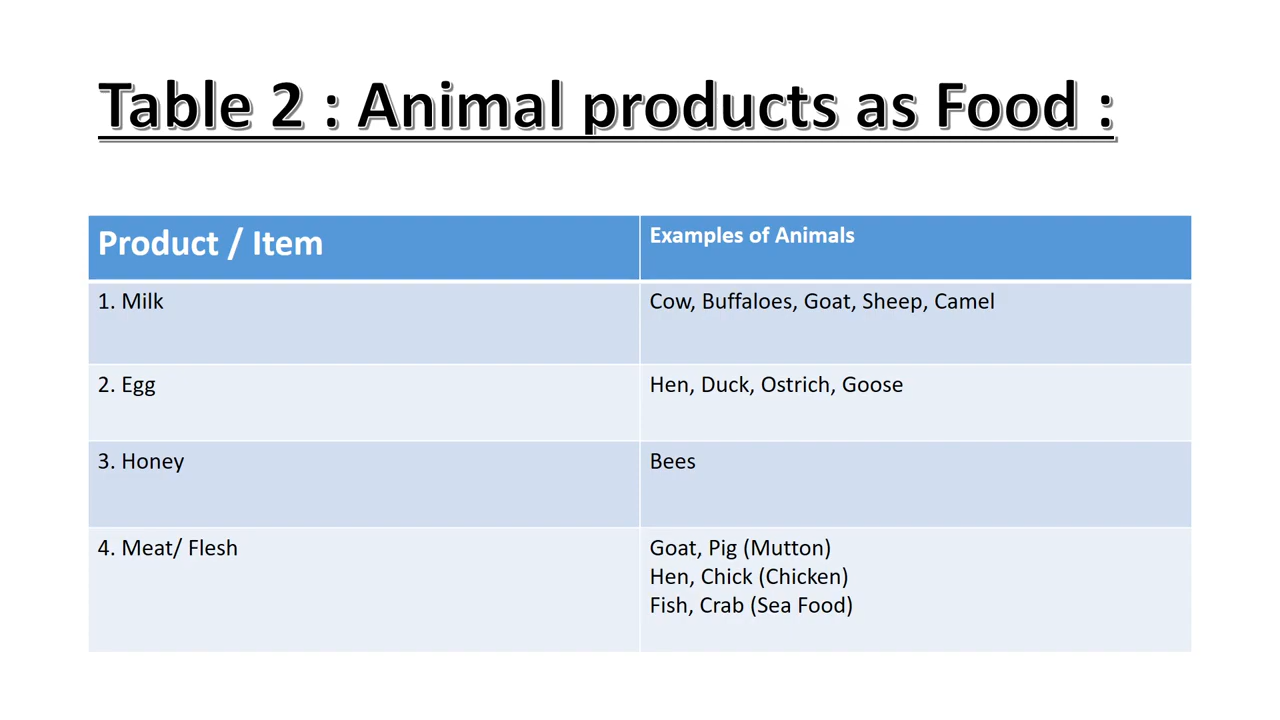 Table 2 : Animal products as Food :
Product / Item
Examples of Animals
1. Milk
Cow, Buffaloes, Goat, Sheep, Camel
2. Egg
Hen, Duck, Ostrich, Goose
3. Honey
Bees
4. Meat/ Flesh
Goat, Pig (Mutton)
Hen, Chick (Chicken)
Fish, Crab (Sea Food)